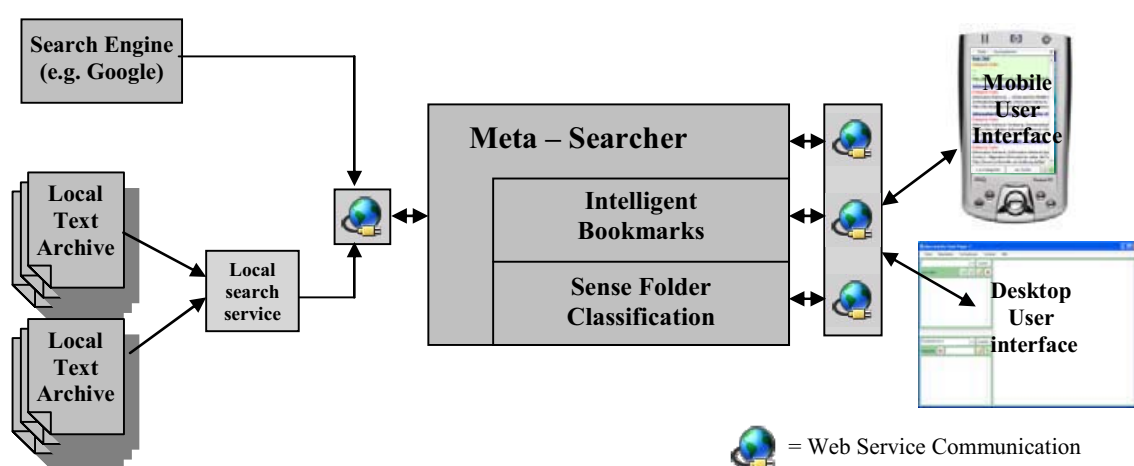 Search Engine
(e.g. Google)
Local
Text
Archive
Local
Text
Archive
Local
search
service
Meta – Searcher
Intelligent
Bookmarks
Sense Folder
Classification
Mobile
User
Interface
Desktop
User
interface
= Web Service Communication